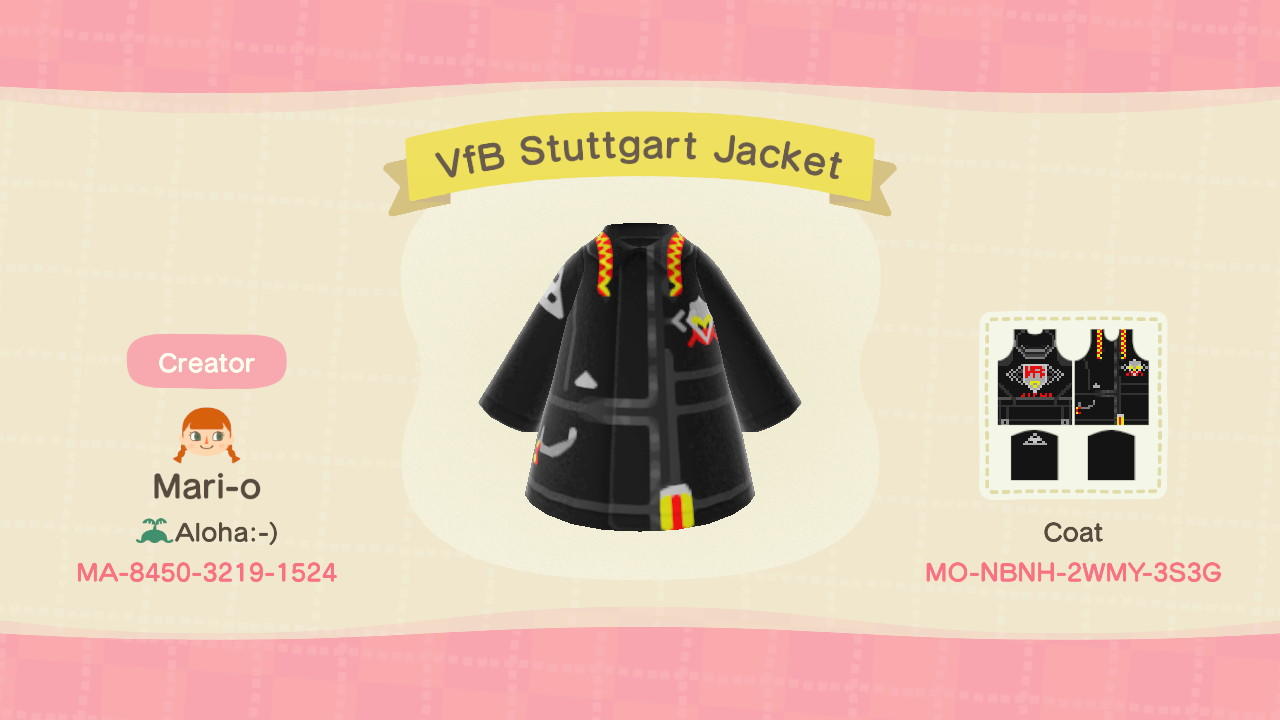 VfB Stuttgart Jacket
Creator
Mari-o
Aloha:-)
MA-8450-3219-1524
Coat
MO-NBNH-2WMY-3S3G